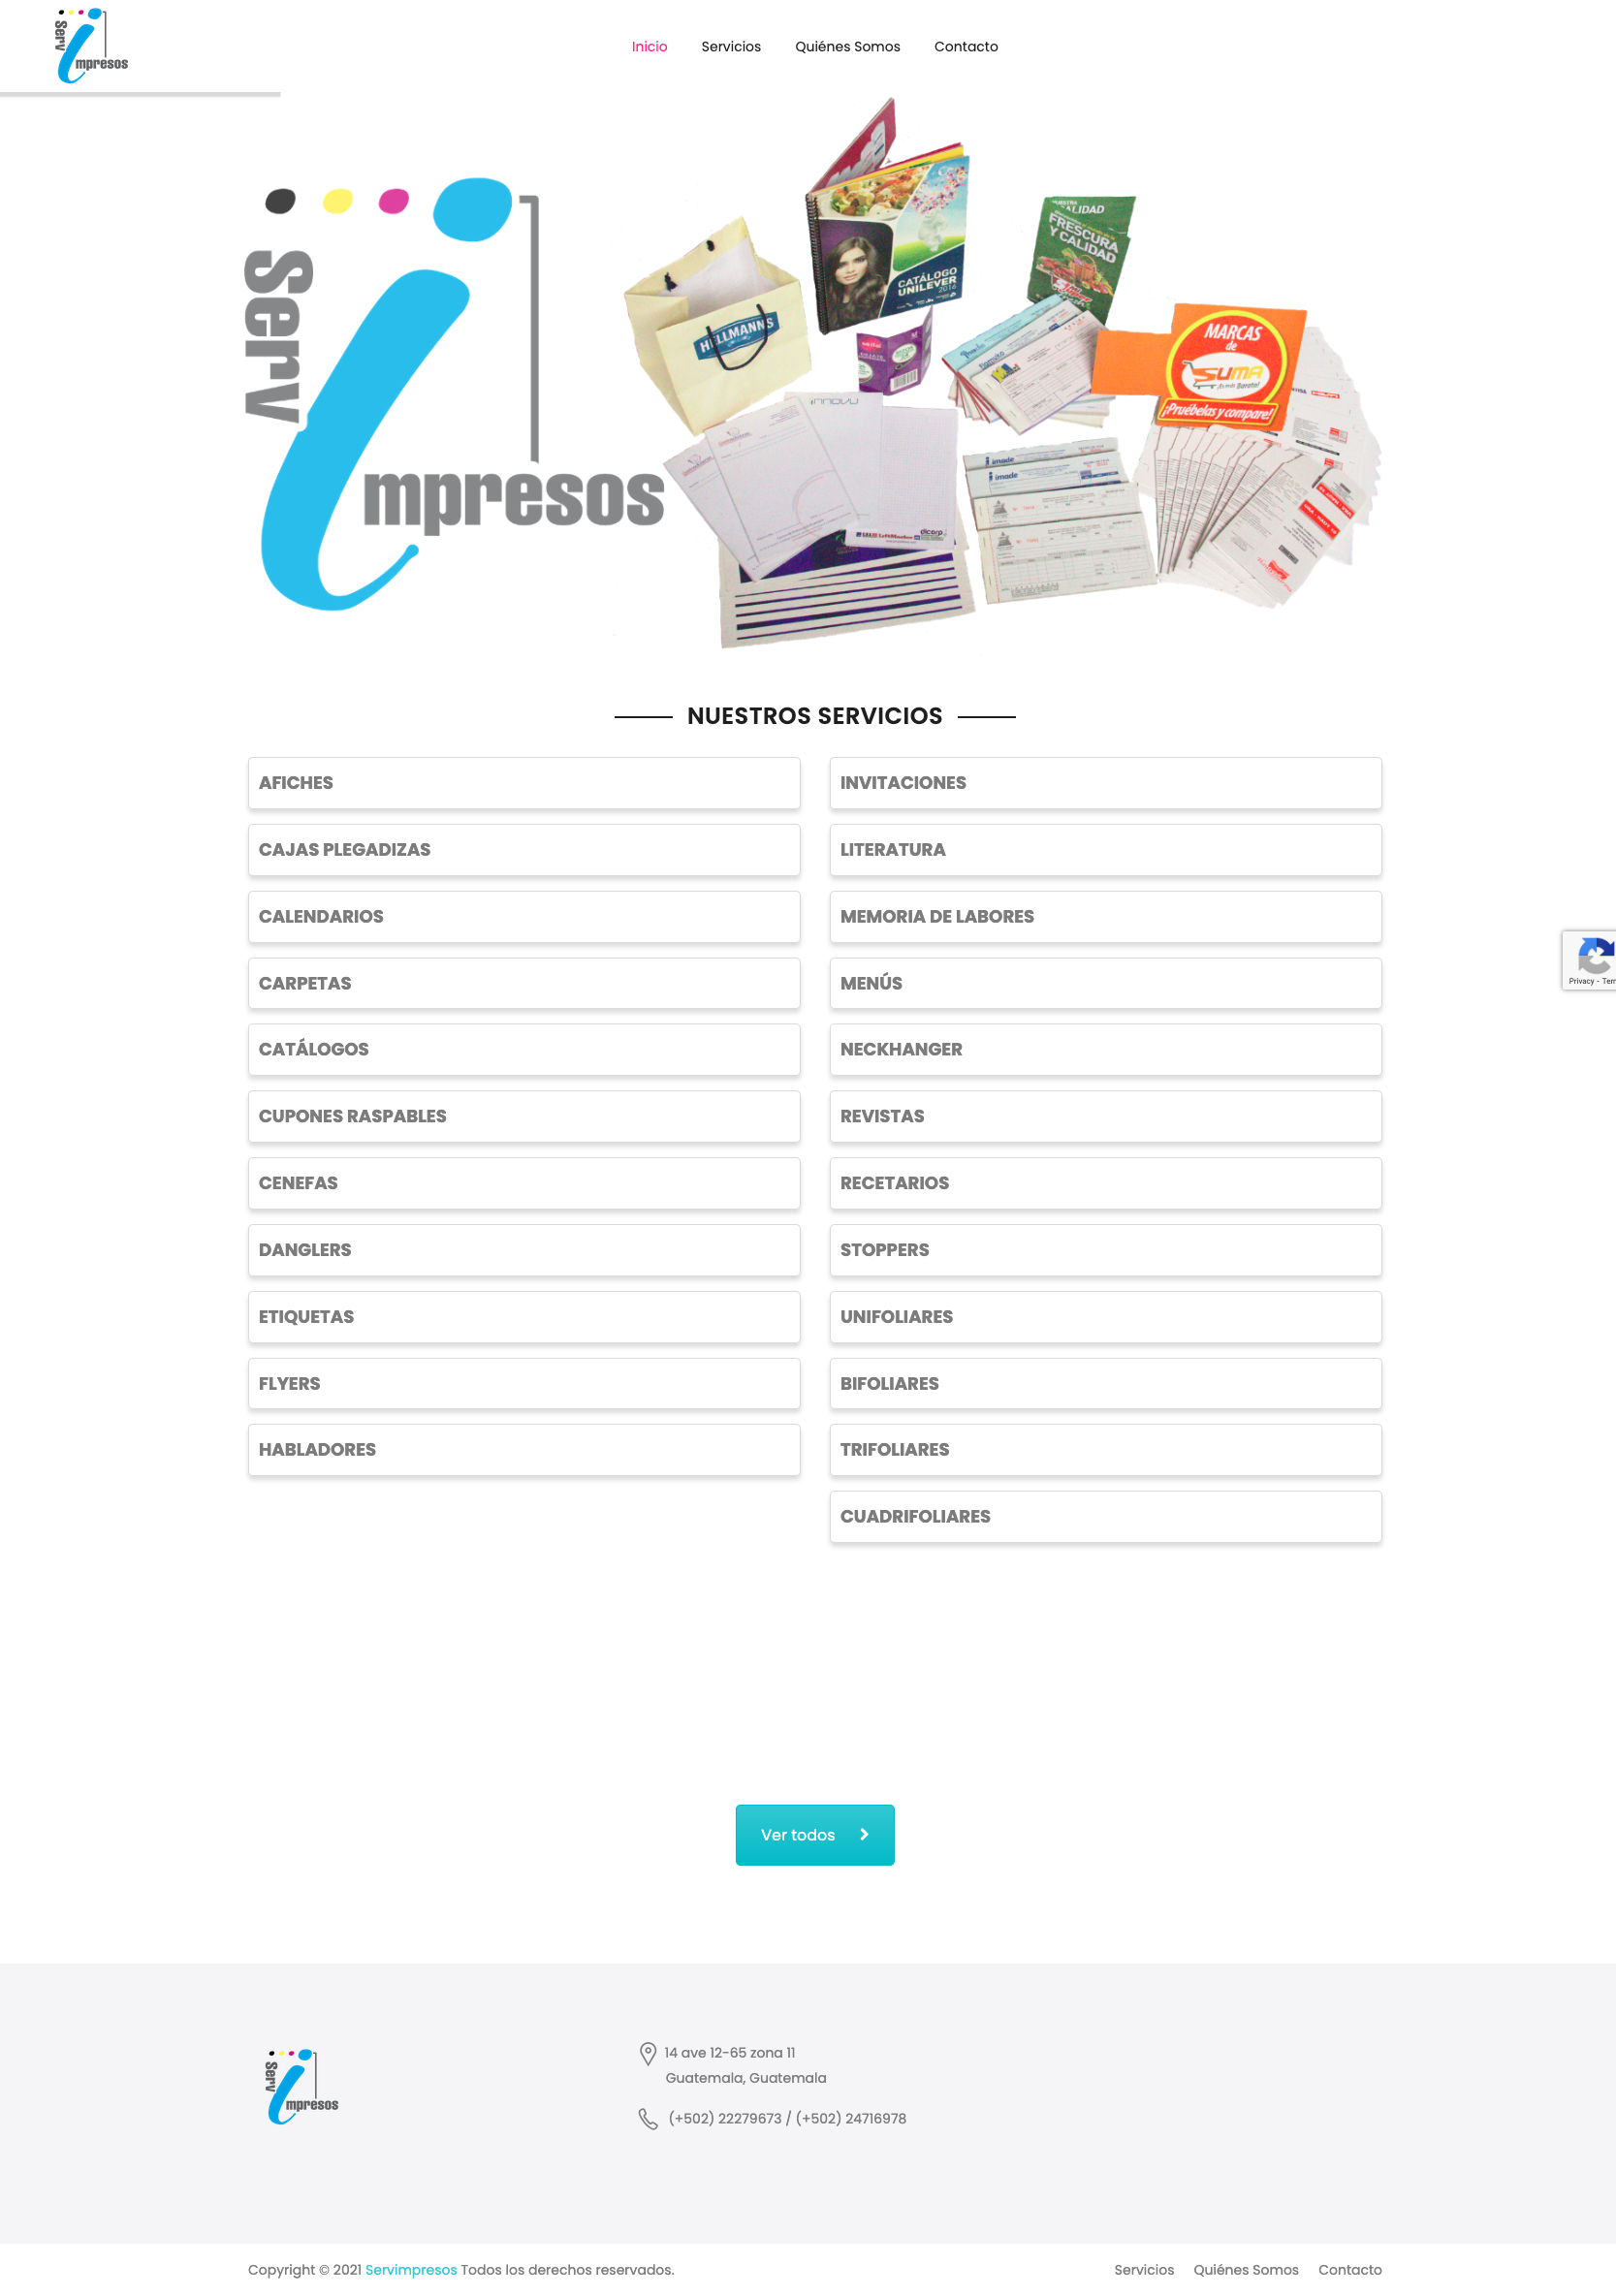 Serv
impresos
Inicio Servicios Quiénes Somos Contacto
Serv
impresos
HELLMANN'S
CATÁLOGO
UNILEVER
2016
CALIDAD
FRESCURA
Y CALIDAD
MARCAS
de
SUMA
¡Pruébelas y compare!
imade
imade
dicorp
NUESTROS SERVICIOS
AFICHES
CAJAS PLEGADIZAS
CALENDARIOS
CARPETAS
CATÁLOGOS
CUPONES RASPABLES
CENEFAS
DANGLERS
ETIQUETAS
FLYERS
HABLADORES
INVITACIONES
LITERATURA
MEMORIA DE LABORES
MENÚS
NECKHANGER
REVISTAS
RECETARIOS
STOPPERS
UNIFOLIARES
BIFOLIARES
TRIFOLIARES
CUADRIFOLIARES
Privacy -
Ver todos
Serv
impresos
14 ave 12-65 zona 11
Guatemala, Guatemala
(+502) 22279673 / (+502) 24716978
Copyright © 2021 Servimpresos Todos los derechos reservados.
Servicios Quiénes Somos Contacto